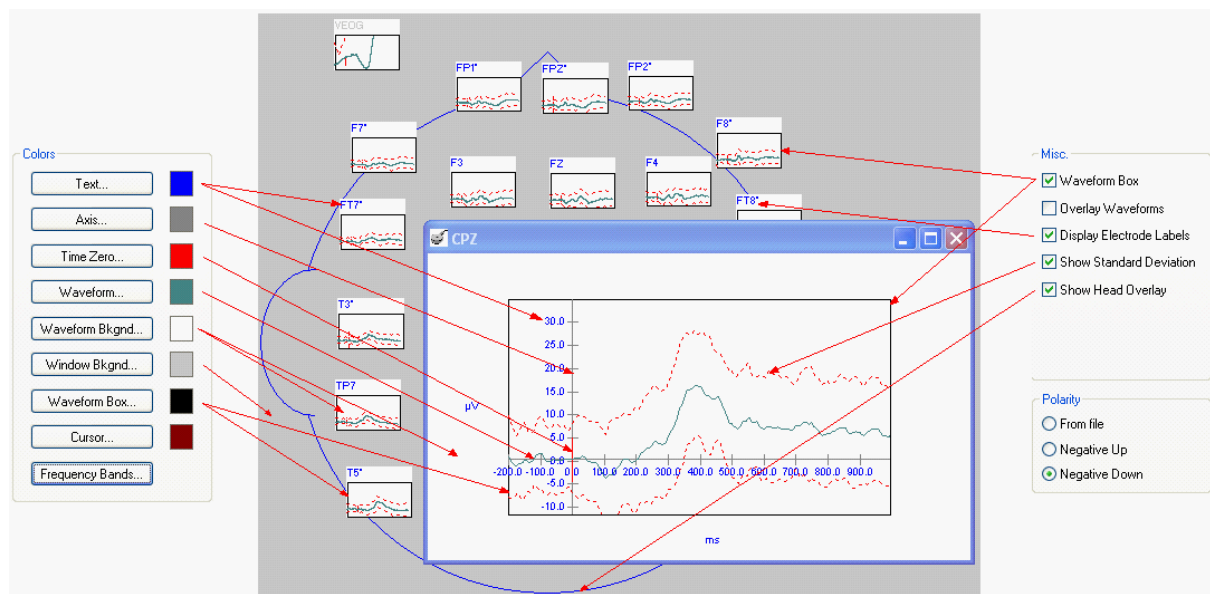 VEOG
FP1"
FPZ"
FP2"
F7"
F8"
F3
FZ
F4
FT7"
FT8"
T3"
TP7
T5"
Colors
Text...
Axis...
Time Zero...
Waveform...
Waveform Bkgnd...
Window Bkgnd...
Waveform Box...
Cursor...
Frequency Bands...
CPZ
30.0
25.0
20.0
15.0
10.0
5.0
0.0
-5.0
-10.0
µV
-200.0 -100.0 0.0 100.0 200.0 300.0 400.0 500.0 600.0 700.0 800.0 900.0
ms
Misc.
Waveform Box
Overlay Waveforms
Display Electrode Labels
Show Standard Deviation
Show Head Overlay
Polarity
From file
Negative Up
Negative Down